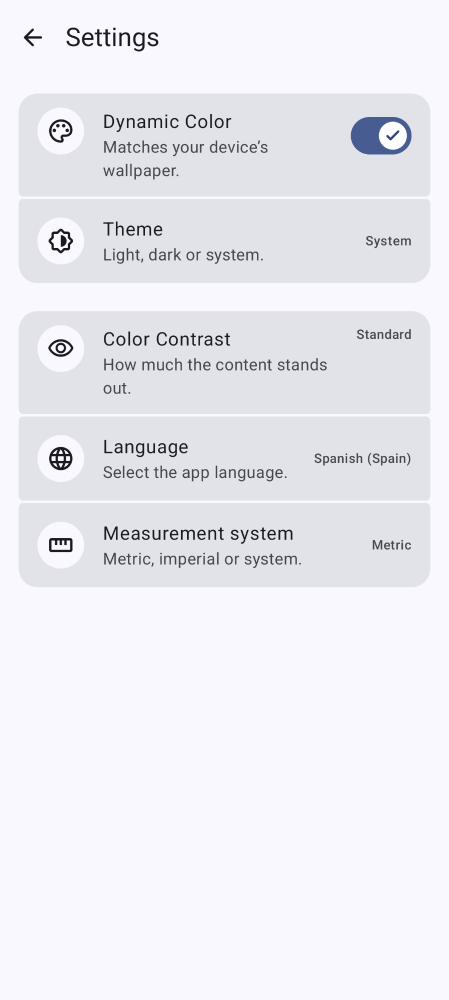 Settings
Dynamic Color
Matches your device's
wallpaper.
Theme
Light, dark or system.
System
Color Contrast
How much the content stands
out.
Standard
Language
Select the app language.
Spanish (Spain)
Measurement system
Metric, imperial or system.
Metric